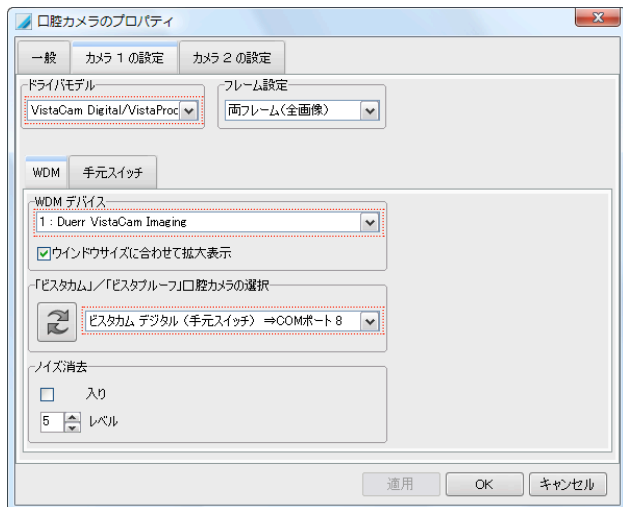 口腔カメラのプロパティ
一般 カメラ 1 の設定 カメラ 2 の設定
ドライバモデル フレーム設定
VistaCam Digital/VistaProc 両フレーム(全画像)
WDM 手元スイッチ
WDM デバイス
1 : Duerr VistaCam Imaging
ウインドウサイズに合わせて拡大表示
「ビスタカム」/「ビスタプルーフ」口腔カメラの選択
ビスタカム デジタル (手元スイッチ) ⇒COMポート 8
ノイズ消去
入り
5 レベル
適用 OK キャンセル